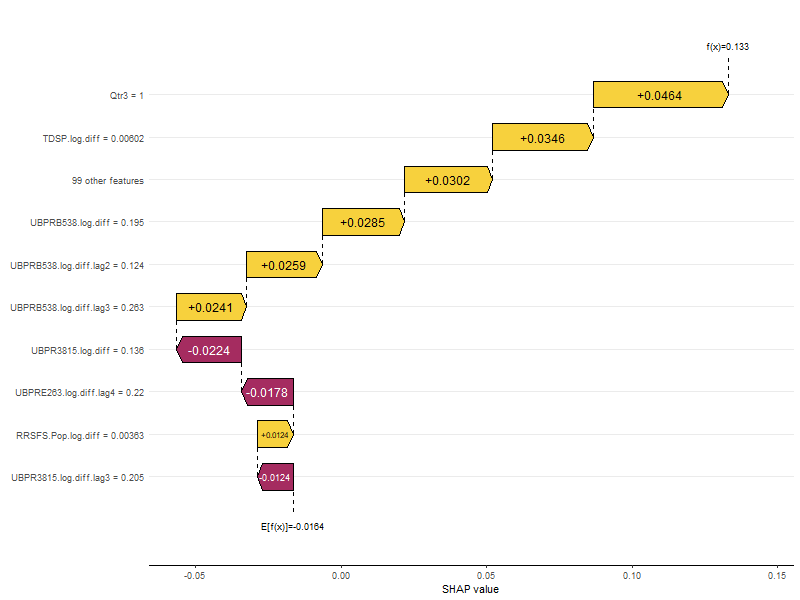 f(x)=0.133
Qtr3 = 1
+0.0464
TDSP.log.diff = 0.00602
+0.0346
99 other features
+0.0302
UBPRB538.log.diff = 0.195
+0.0285
UBPRB538.log.diff.lag2 = 0.124
+0.0259
UBPRB538.log.diff.lag3 = 0.263
+0.0241
UBPR3815.log.diff = 0.136
-0.0224
UBPRE263.log.diff.lag4 = 0.22
-0.0178
RRSFS.Pop.log.diff = 0.00363
+0.0124
UBPR3815.log.diff.lag3 = 0.205
-0.0124
E[f(x)]=-0.0164
-0.05 0.00 0.05 0.10 0.15
SHAP value